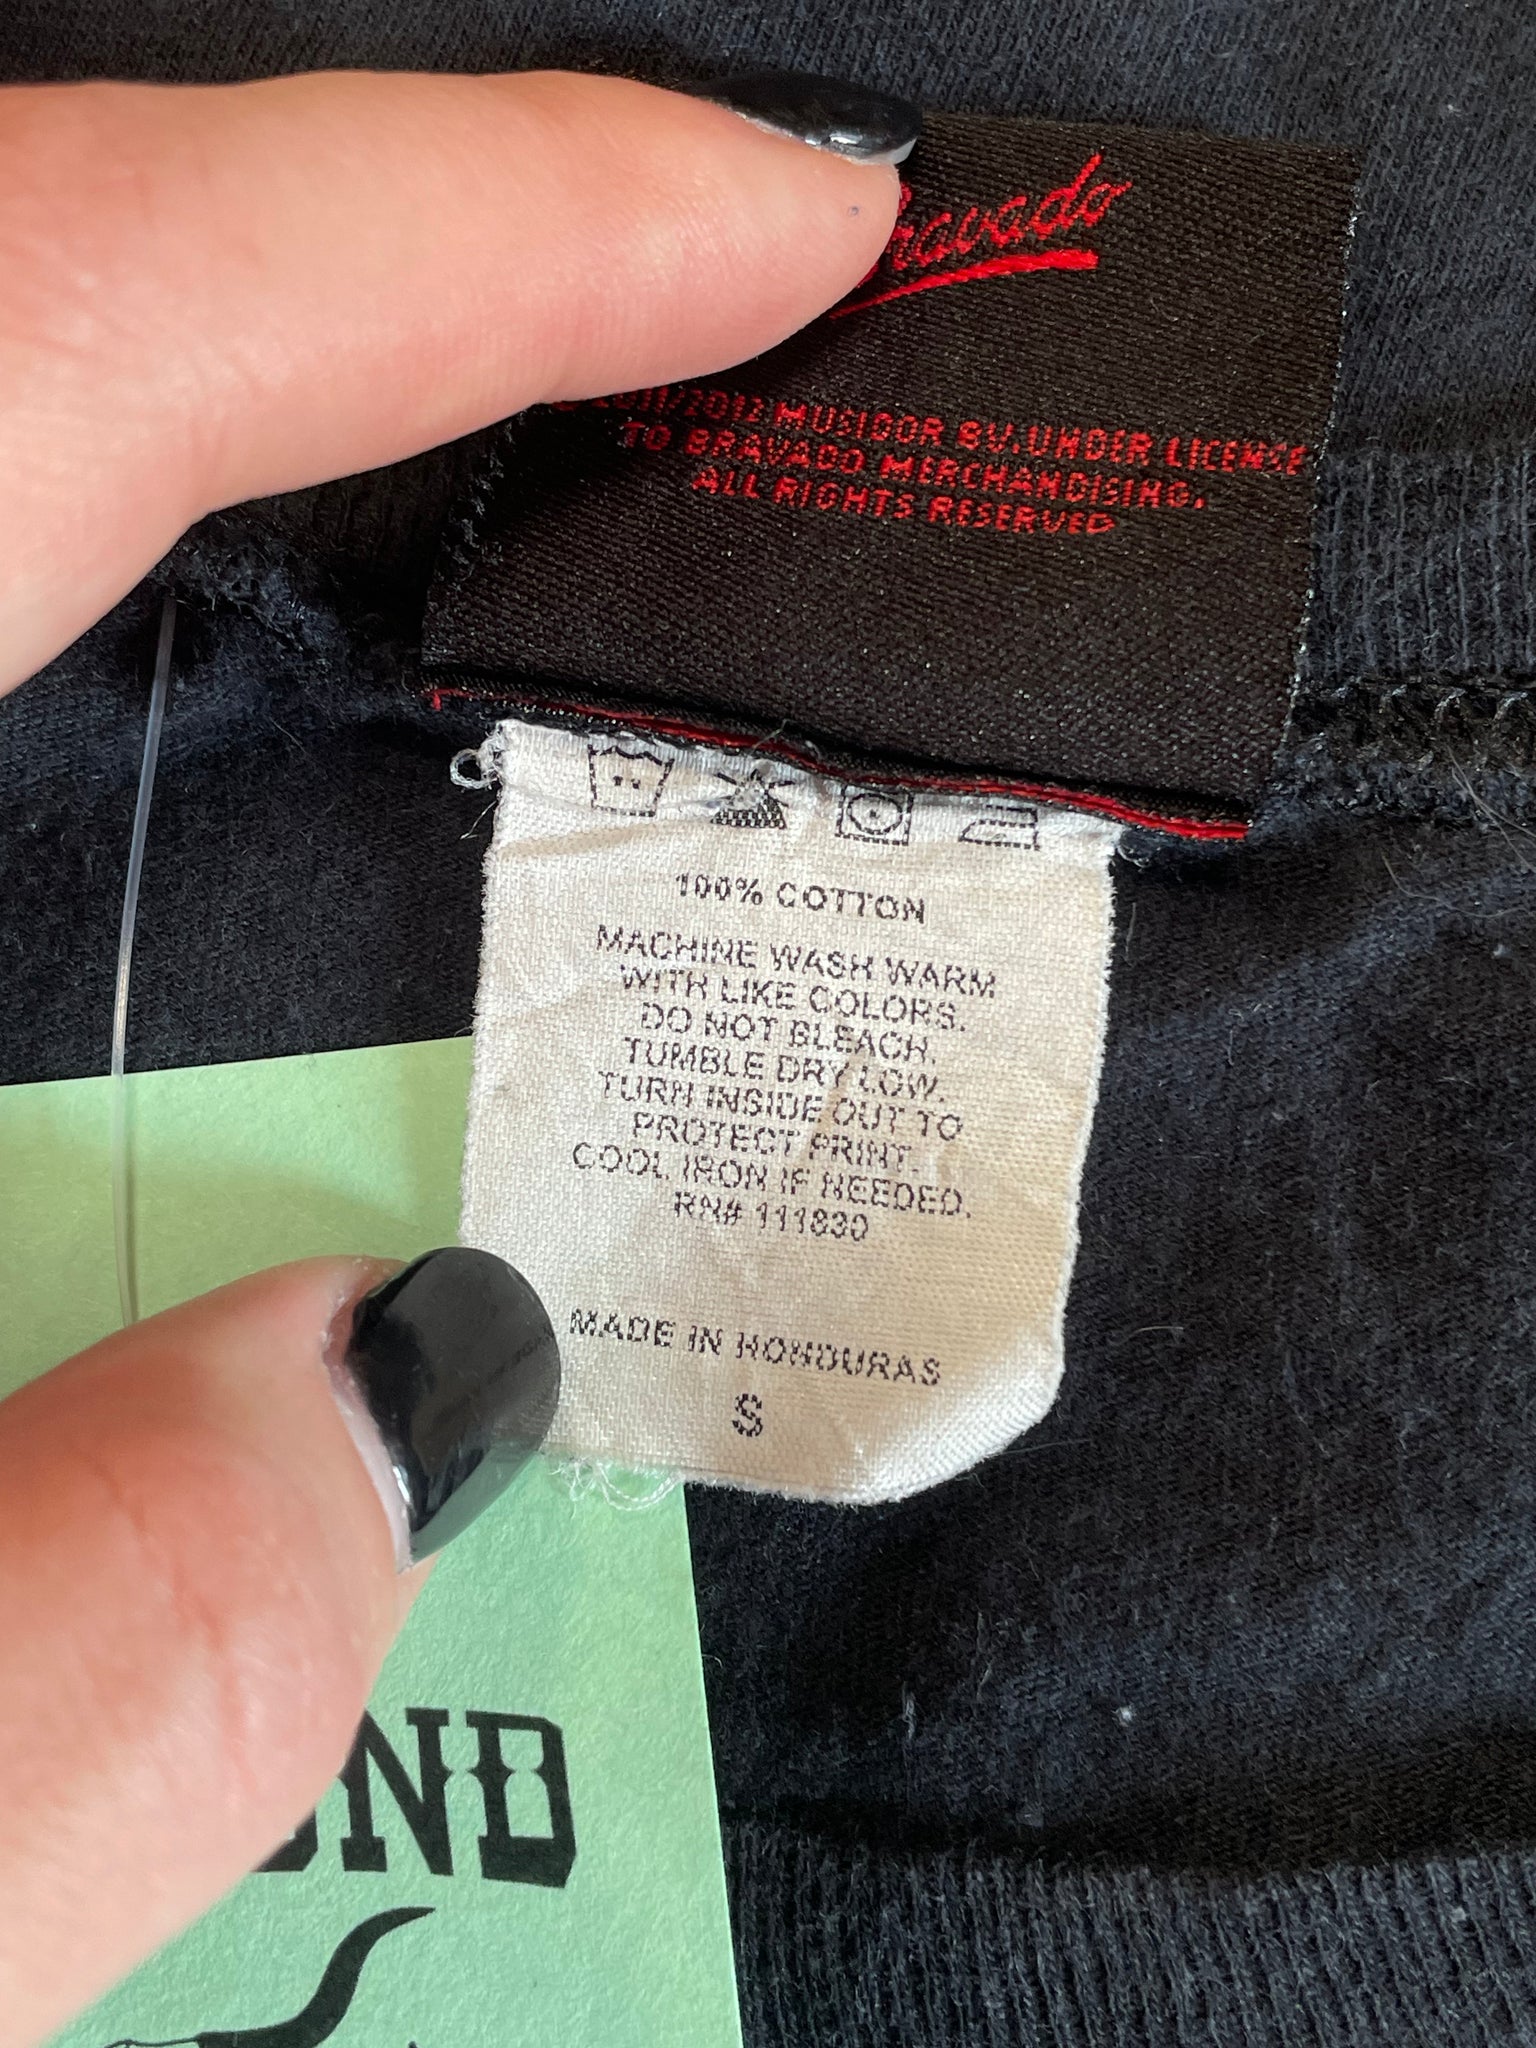 ravado
2011/2012 MUSIDOR BV. UNDER LICENSE
TO BRAVADO MERCHANDISING.
ALL RIGHTS RESERVED
100% COTTON
MACHINE WASH WARM
WITH LIKE COLORS.
DO NOT BLEACH.
TUMBLE DRY LOW.
TURN INSIDE OUT TO
PROTECT PRINT.
COOL IRON IF NEEDED.
RN# 111830
MADE IN HONDURAS
S